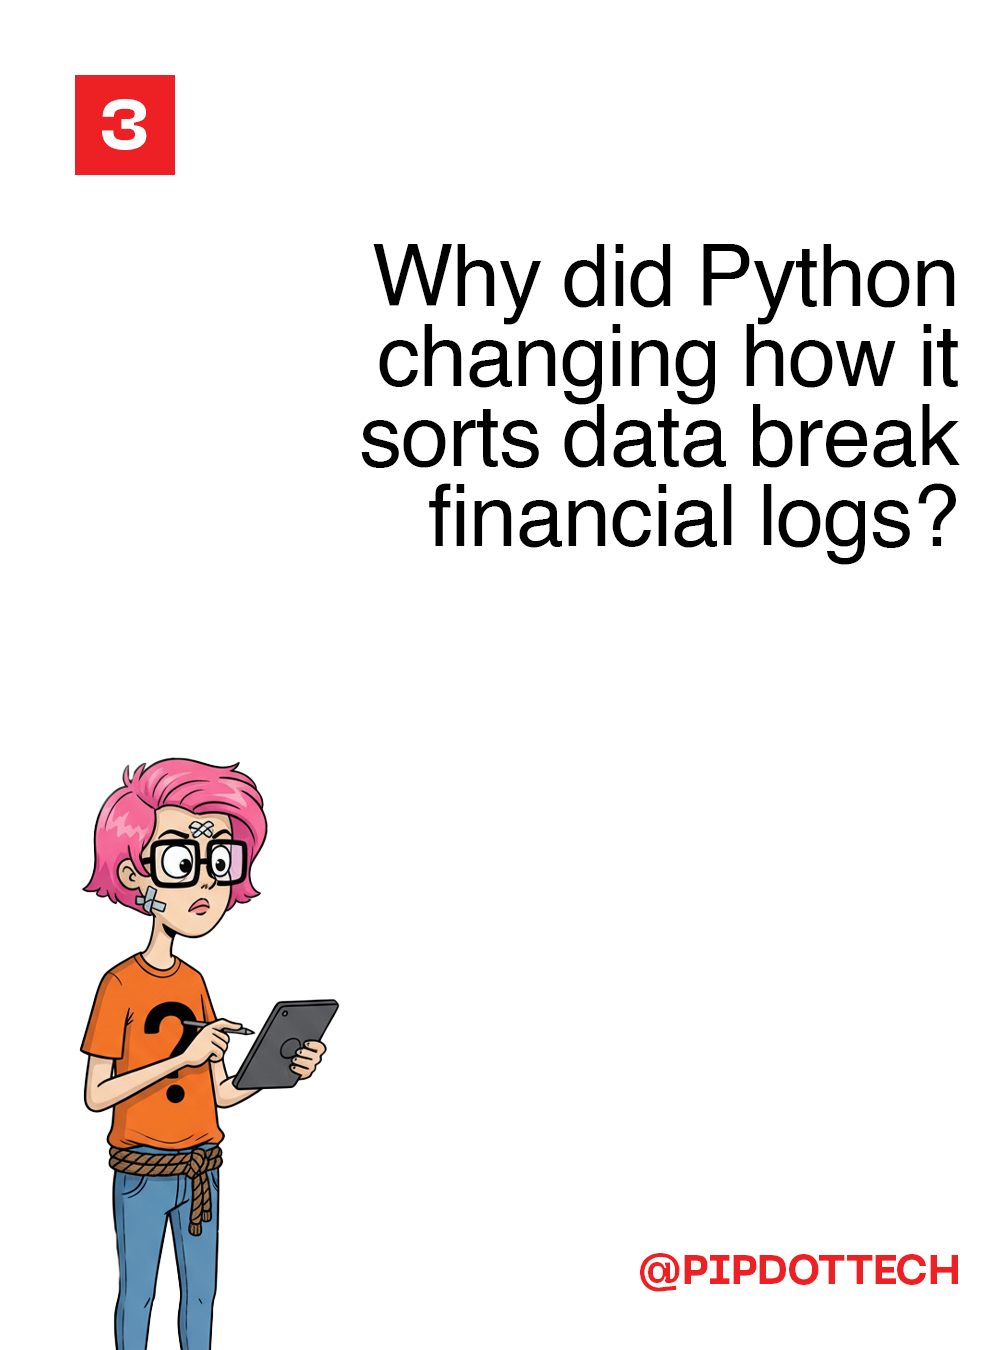 3
Why did Python
changing how it
sorts data break
financial logs?
?
@PIPDOTTECH